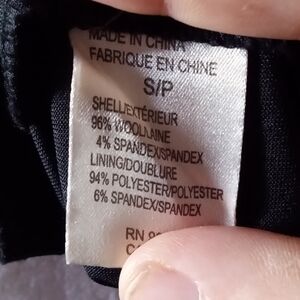 MADE IN CHINA
FABRIQUE EN CHINE
S/P
SHELL/EXTÉRIEUR
96% WOOL/LAINE
4% SPANDEX/SPANDEX
LINING/DOUBLURE
94% POLYESTER/POLYESTER
6% SPANDEX/SPANDEX
RN